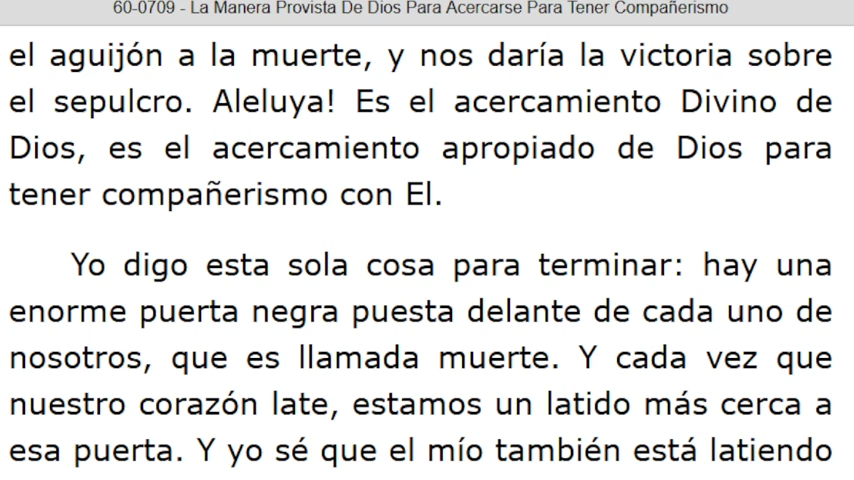 60-0709 - La Manera Provista De Dios Para Acercarse Para Tener Compañerismo
el aguijón a la muerte, y nos daría la victoria sobre
el sepulcro. Aleluya! Es el acercamiento Divino de
Dios, es el acercamiento apropiado de Dios para
tener compañerismo con El.
Yo digo esta sola cosa para terminar: hay una
enorme puerta negra puesta delante de cada uno de
nosotros, que es llamada muerte. Y cada vez que
nuestro corazón late, estamos un latido más cerca a
esa puerta. Y yo sé que el mío también está latiendo